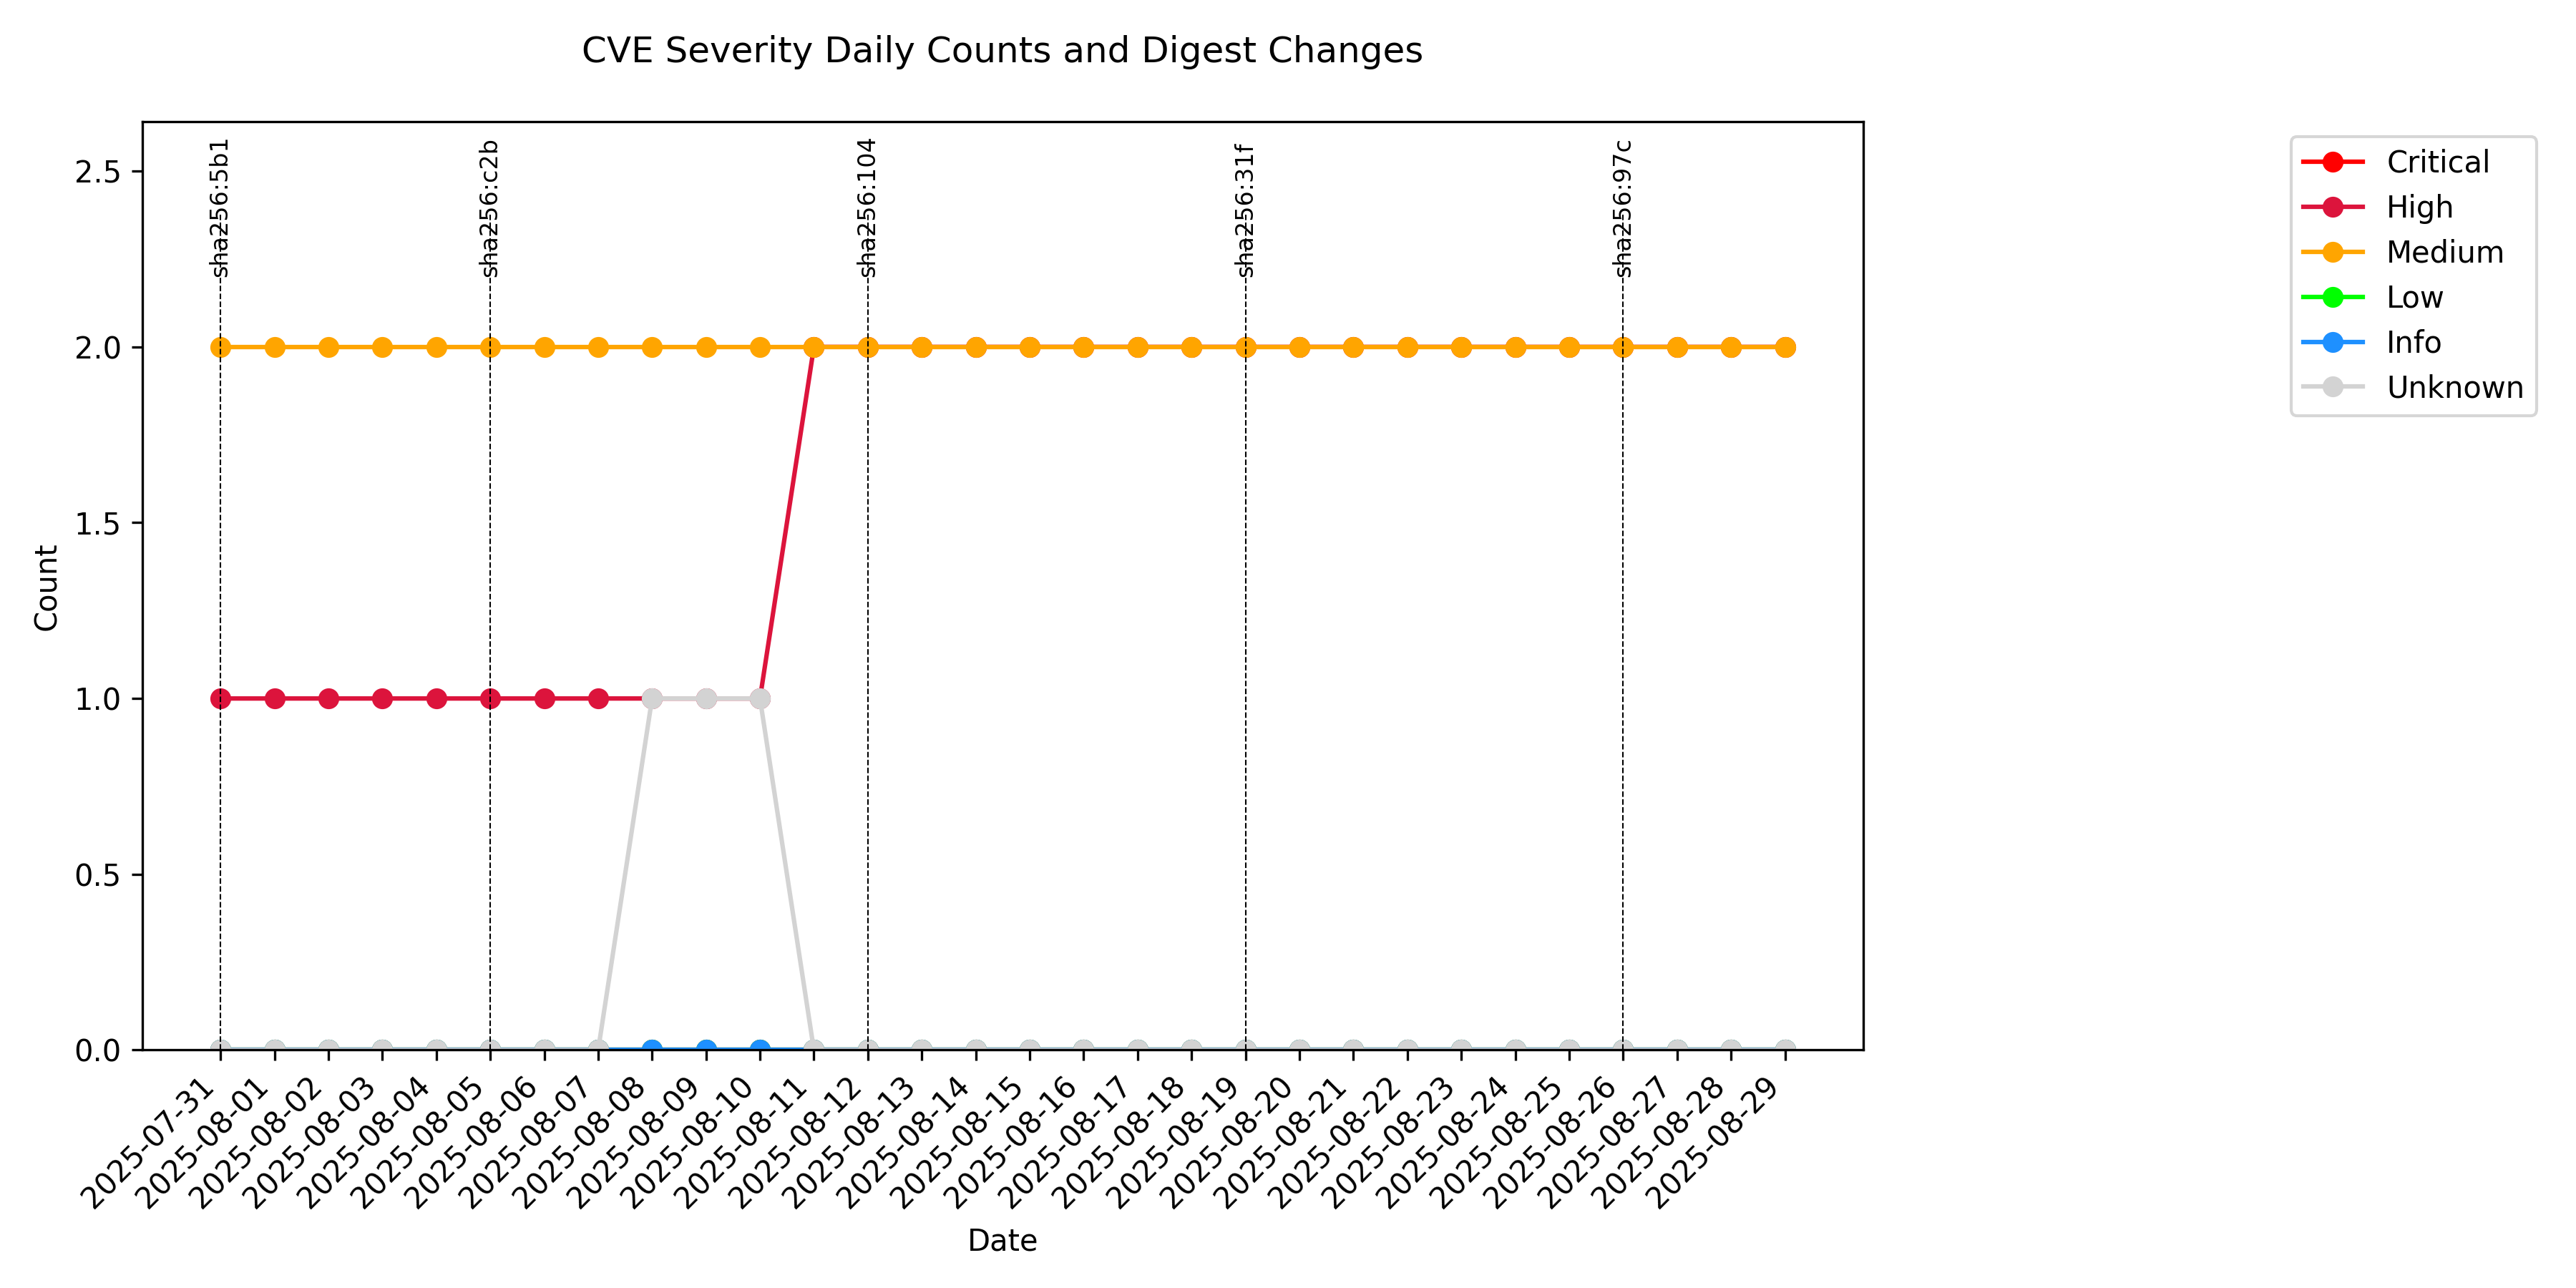 CVE Severity Daily Counts and Digest Changes
sha256:5b1
sha256:c2b
sha256:104
sha256:31f
sha256:97c
Critical
High
Medium
Low
Info
Unknown
2.5
2.0
1.5
1.0
0.5
0.0
Count
2025-07-31
2025-08-01
2025-08-02
2025-08-03
2025-08-04
2025-08-05
2025-08-06
2025-08-07
2025-08-08
2025-08-09
2025-08-10
2025-08-11
2025-08-12
2025-08-13
2025-08-14
2025-08-15
2025-08-16
2025-08-17
2025-08-18
2025-08-19
2025-08-20
2025-08-21
2025-08-22
2025-08-23
2025-08-24
2025-08-25
2025-08-26
2025-08-27
2025-08-28
2025-08-29
Date